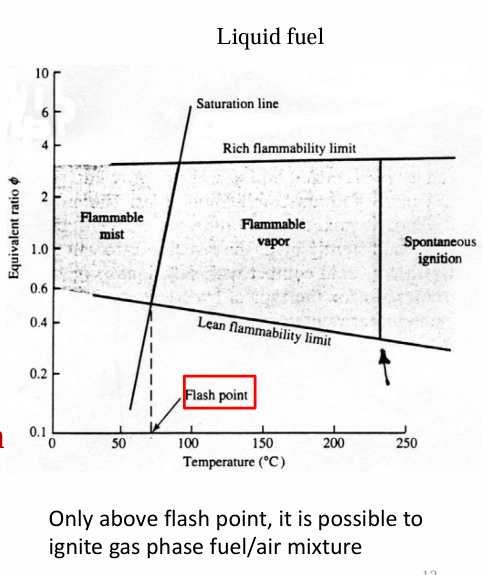 Liquid fuel
10
Saturation line
6
4
Rich flammability limit
2
Flammable
mist
Flammable
vapor
Spontaneous
ignition
Equivalent ratio ϕ
1.0
0.6
0.4
Lean flammability limit
0.2
Flash point
0.1
0
50
100
150
200
250
Temperature (°C)
Only above flash point, it is possible to
ignite gas phase fuel/air mixture